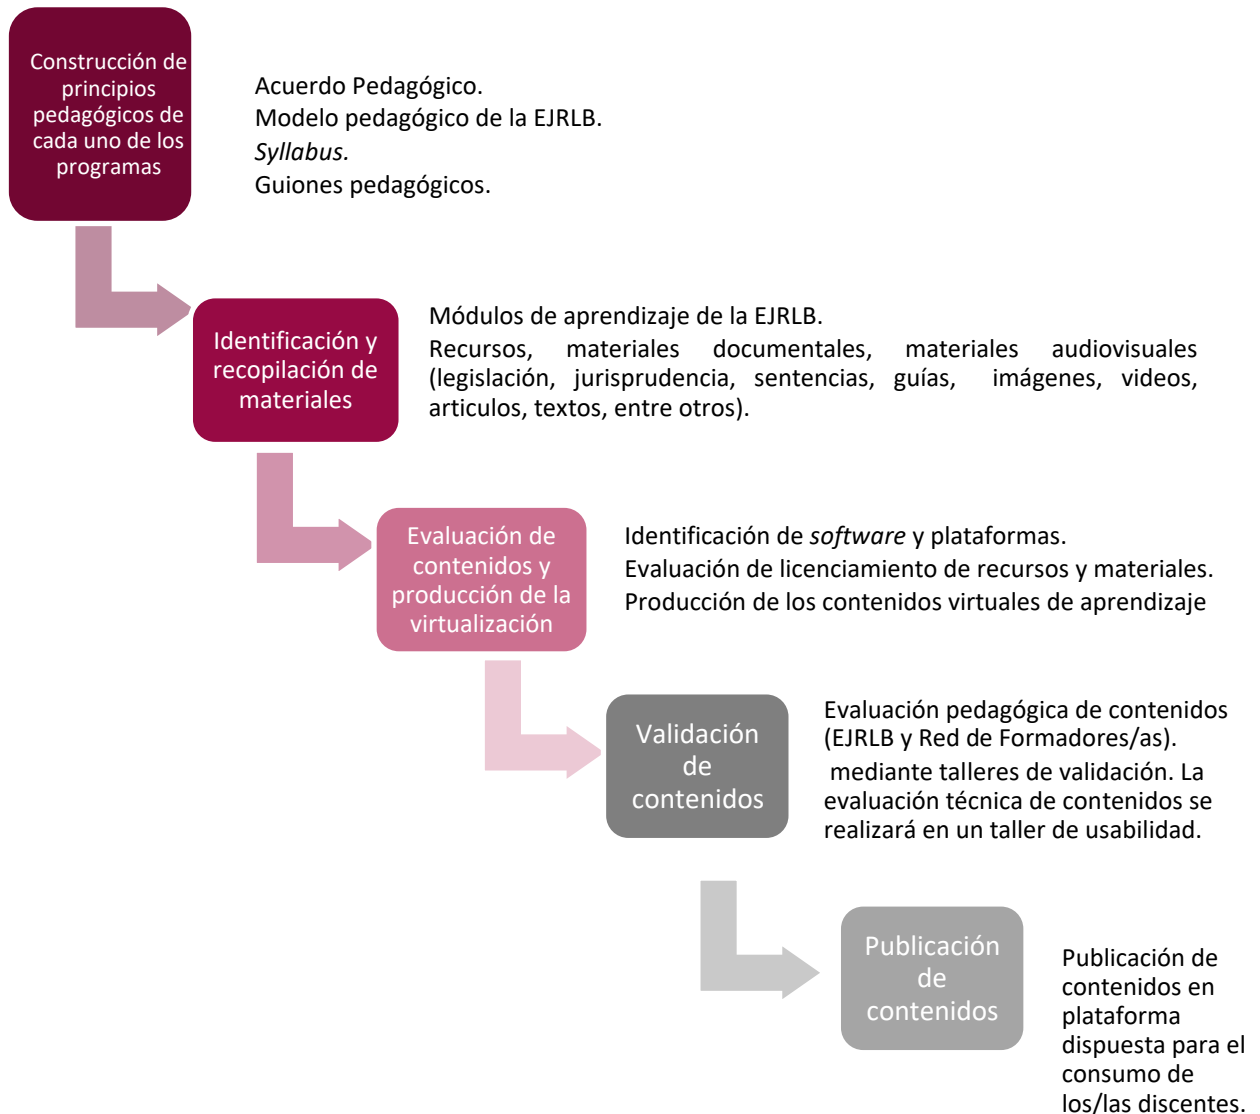 Construcción de
principios
pedagógicos de
cada uno de los
programas
Acuerdo Pedagógico.
Modelo pedagógico de la EJRLB.
Syllabus.
Guiones pedagógicos.
Identificación y
recopilación de
materiales
Módulos de aprendizaje de la EJRLB.
Recursos, materiales documentales, materiales audiovisuales
(legislación, jurisprudencia, sentencias, guías, imágenes, videos,
articulos, textos, entre otros).
Evaluación de
contenidos y
producción de la
virtualización
Identificación de software y plataformas.
Evaluación de licenciamiento de recursos y materiales.
Producción de los contenidos virtuales de aprendizaje
Validación
de
contenidos
Evaluación pedagógica de contenidos
(EJRLB y Red de Formadores/as).
mediante talleres de validación. La
evaluación técnica de contenidos se
realizará en un taller de usabilidad.
Publicación
de
contenidos
Publicación de
contenidos en
plataforma
dispuesta para el
consumo de
los/las discentes.